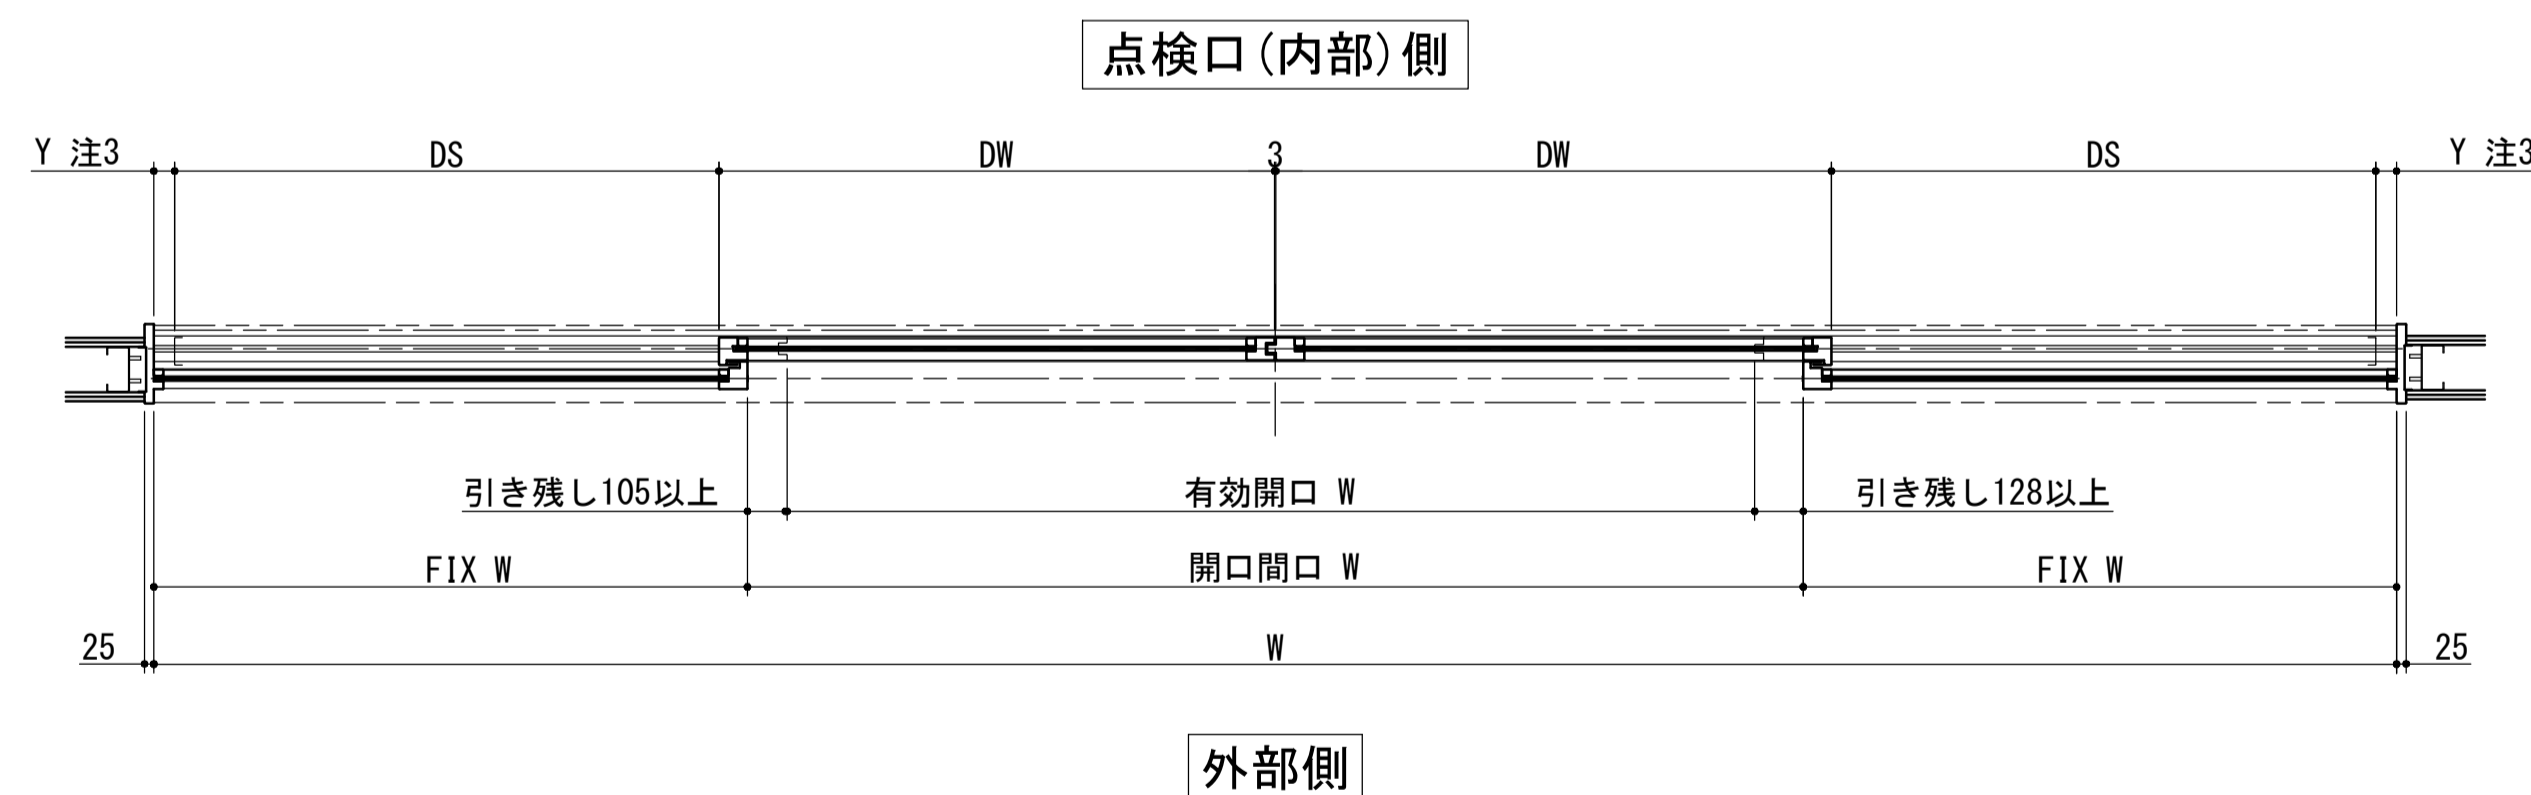 点検口(内部)側
Y 注3 DS DW 3 DW DS Y 注3
引き残し105以上 有効開口 W 引き残し128以上
FIX W 開口間口 W FIX W
25 W 25
外部側